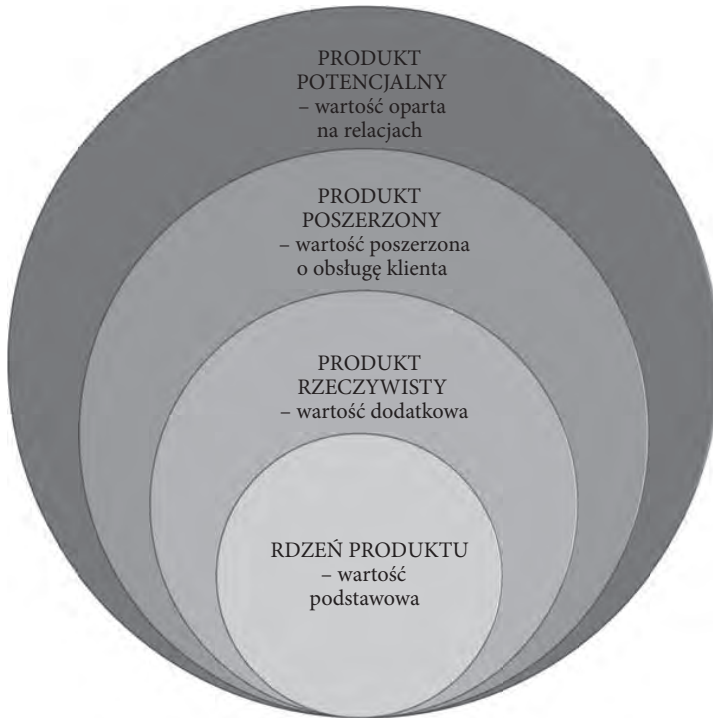 PRODUKT
POTENCJALNY
– wartość oparta
na relacjach
PRODUKT
POSZERZONY
– wartość poszerzona
o obsługę klienta
PRODUKT
RZECZYWISTY
– wartość dodatkowa
RDZEŃ PRODUKTU
– wartość
podstawowa